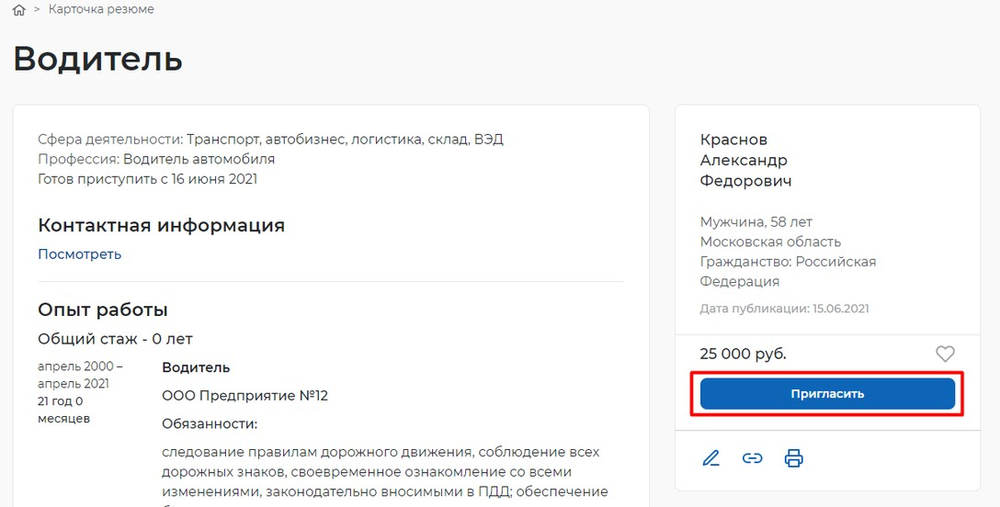 > Карточка резюме
Водитель
Сфера деятельности: Транспорт, автобизнес, логистика, склад, ВЭД
Профессия: Водитель автомобиля
Готов приступить с 16 июня 2021
Контактная информация
Посмотреть
Опыт работы
Общий стаж - 0 лет
апрель 2000 –
апрель 2021
21 год 0
месяцев
Водитель
ООО Предприятие №12
Обязанности:
следование правилам дорожного движения, соблюдение всех
дорожных знаков, своевременное ознакомление со всеми
изменениями, законодательно вносимыми в ПДД; обеспечение
Краснов
Александр
Федорович
Мужчина, 58 лет
Московская область
Гражданство: Российская
Федерация
Дата публикации: 15.06.2021
25 000 руб.
Пригласить